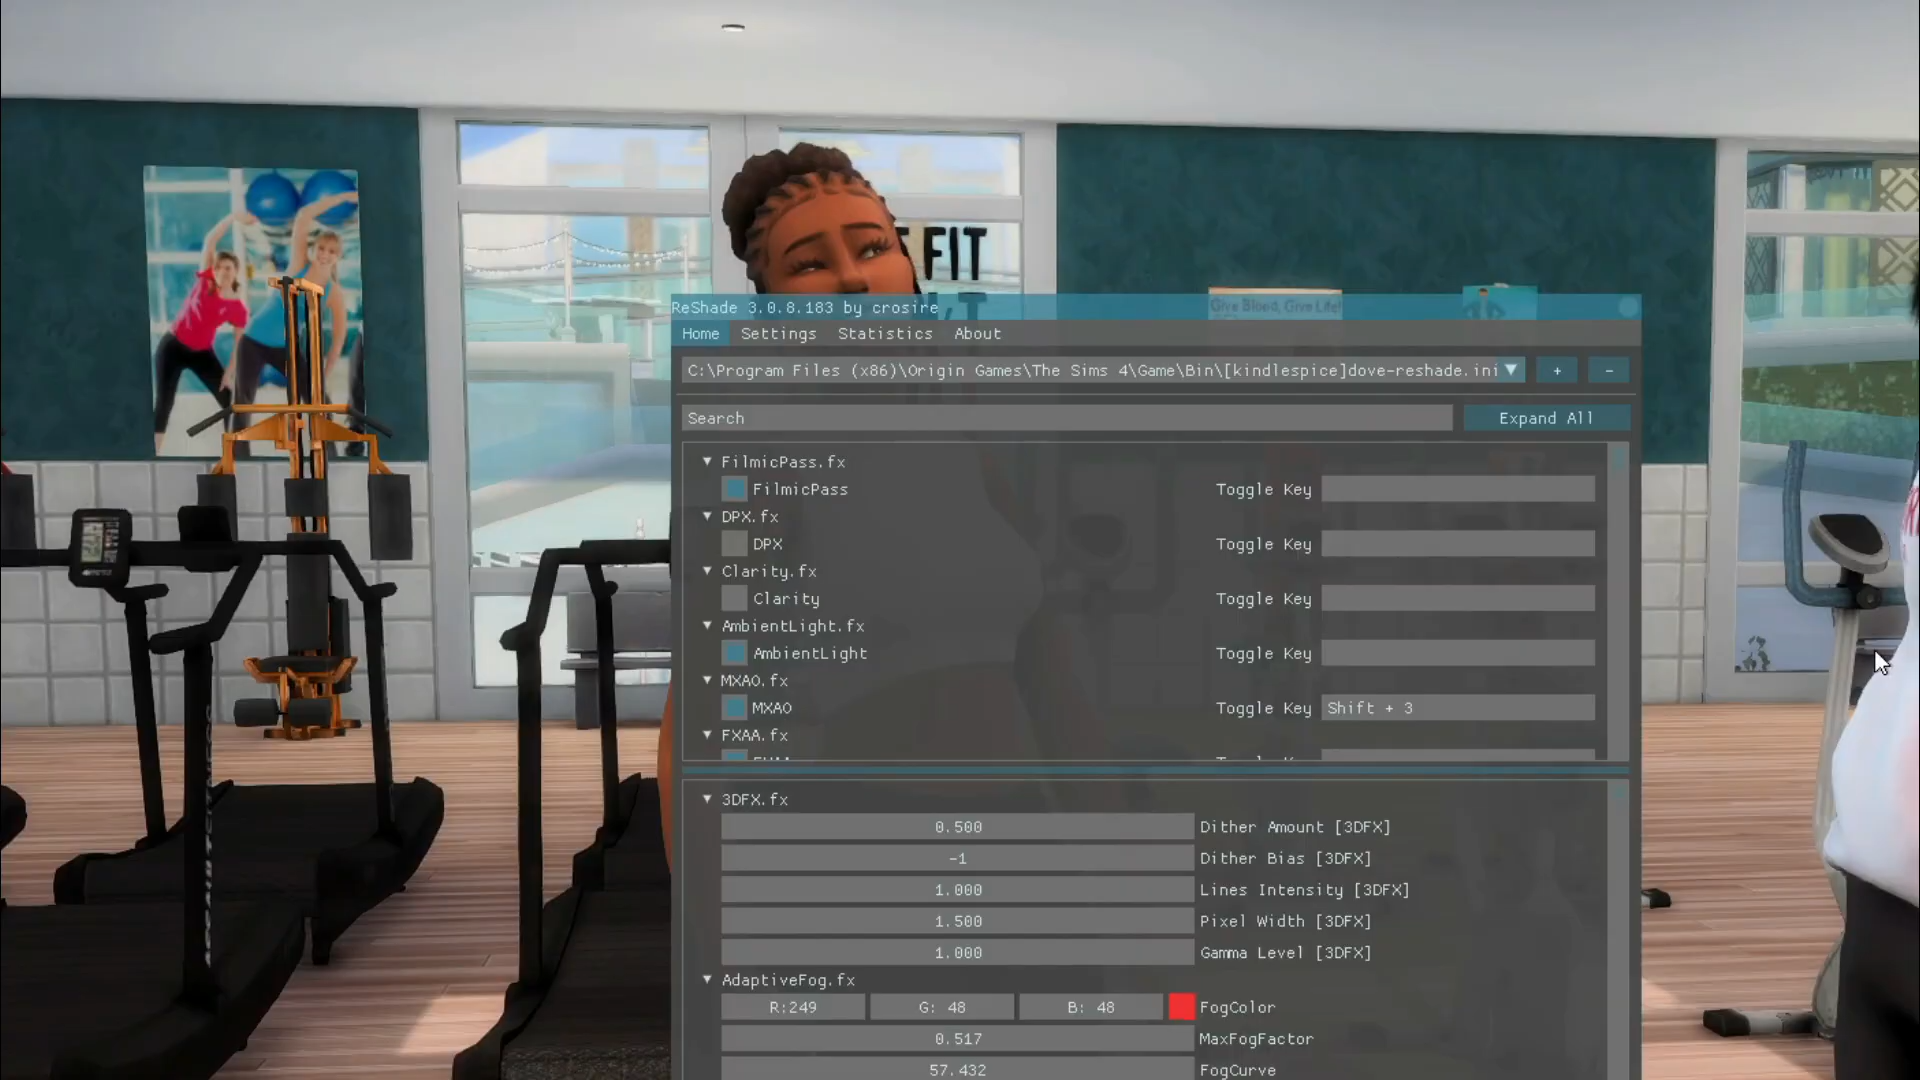 FIT
Give Blood, Give Life!
ReShade 3.0.8.183 by crosire
Home Settings Statistics About
C:\Program Files (x86)\Origin Games\The Sims 4\Game\Bin\[kindlespice]dove-reshade.ini ▼ + -
Search Expand All
▼ FilmicPass.fx
FilmicPass Toggle Key
▼ DPX.fx
DPX Toggle Key
▼ Clarity.fx
Clarity Toggle Key
▼ AmbientLight.fx
AmbientLight Toggle Key
▼ MXAO.fx
MXAO Toggle Key Shift + 3
▼ FXAA.fx
▼ 3DFX.fx
0.500 Dither Amount [3DFX]
-1 Dither Bias [3DFX]
1.000 Lines Intensity [3DFX]
1.500 Pixel Width [3DFX]
1.000 Gamma Level [3DFX]
▼ AdaptiveFog.fx
R:249 G: 48 B: 48 FogColor
0.517 MaxFogFactor
57.432 FogCurve